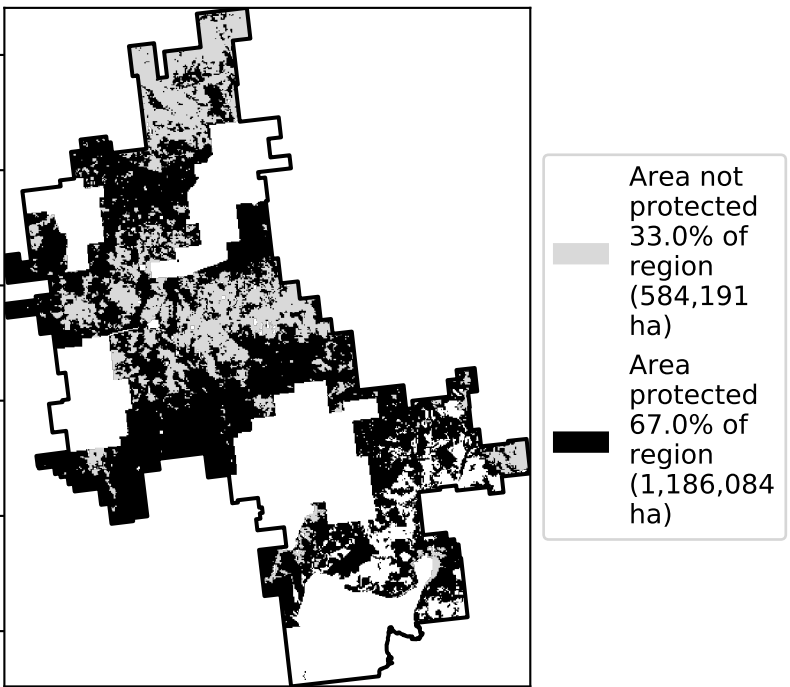 Area not
protected
33.0% of
region
(584,191
ha)
Area
protected
67.0% of
region
(1,186,084
ha)